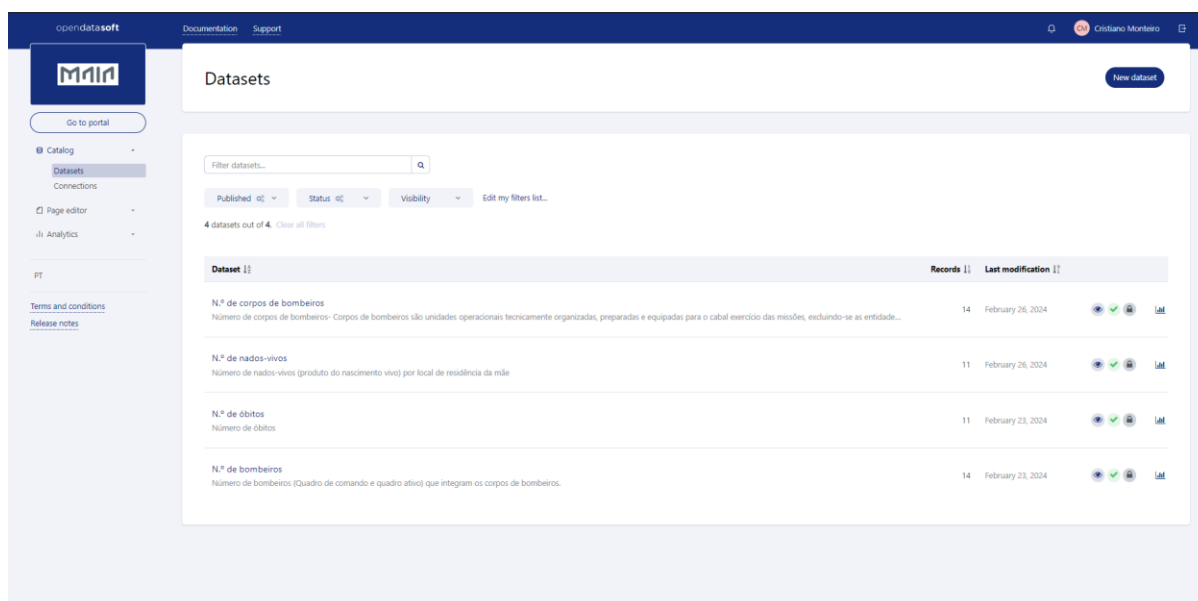 opendatasoft
Documentation Support
CM Cristiano Monteiro
MAIA
Datasets
New dataset
Go to portal
Catalog
Datasets
Connections
Page editor
Analytics
PT
Terms and conditions
Release notes
Filter datasets...
Published Status Visibility Edit my filters list...
4 datasets out of 4. Clear all filters
Dataset Records Last modification
N.º de corpos de bombeiros
Número de corpos de bombeiros- Corpos de bombeiros são unidades operacionais tecnicamente organizadas, preparadas e equipadas para o cabal exercício das missões, excluindo-se as entidade...
14 February 26, 2024
N.º de nados-vivos
Número de nados-vivos (produto do nascimento vivo) por local de residência da mãe
11 February 26, 2024
N.º de óbitos
Número de óbitos
11 February 23, 2024
N.º de bombeiros
Número de bombeiros (Quadro de comando e quadro ativo) que integram os corpos de bombeiros.
14 February 23, 2024